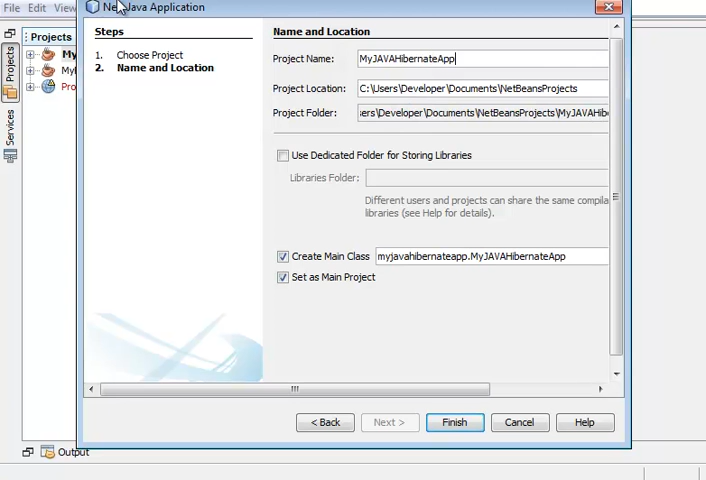 File Edit View
New Java Application
Projects
Projects
Services
Steps
1. Choose Project
2. Name and Location
Name and Location
Project Name: MyJAVAHibernateApp
Project Location: C:\Users\Developer\Documents\NetBeansProjects
Project Folder: sers\Developer\Documents\NetBeansProjects\MyJAVAHib
Use Dedicated Folder for Storing Libraries
Libraries Folder:
Different users and projects can share the same compila
libraries (see Help for details).
Create Main Class myjavahibernateapp.MyJAVAHibernateApp
Set as Main Project
< Back Next > Finish Cancel Help
Output